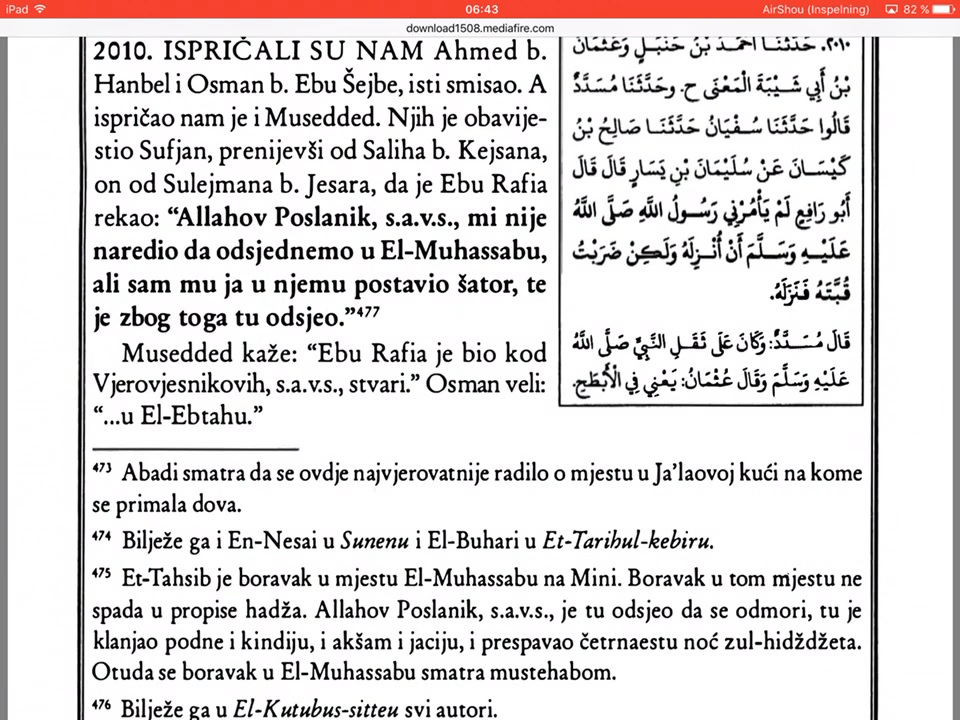 iPad
06:43
AirShou (Inspelning)
82 %
download1508.mediafire.com
2010. ISPRIČALI SU NAM Ahmed b.
Hanbel i Osman b. Ebu Šejbe, isti smisao. A
ispričao nam je i Musedded. Njih je obavije-
stio Sufjan, prenijevši od Saliha b. Kejsana,
on od Sulejmana b. Jesara, da je Ebu Rafia
rekao: “Allahov Poslanik, s.a.v.s., mi nije
naredio da odsjednemo u El-Muhassabu,
ali sam mu ja u njemu postavio šator, te
je zbog toga tu odsjeo.”477
Musedded kaže: “Ebu Rafia je bio kod
Vjerovjesnikovih, s.a.v.s., stvari.” Osman veli:
“...u El-Ebtahu.”
٢٠١٠. حَدَّثَنَا أَحْمَدُ بْنُ حَنْبَلٍ وَعُثْمَانُ
بْنُ أَبِي شَيْبَةَ الْمَعْنَى ح. وحَدَّثَنَا مُسَدَّدٌ
قَالُوا حَدَّثَنَا سُفْيَانُ حَدَّثَنَا صَالِحُ بْنُ
كَيْسَانَ عَنْ سُلَيْمَانَ بْنِ يَسَارٍ قَالَ قَالَ
أَبُو رَافِعٍ لَمْ يَأْمُرْنِي رَسُولُ اللَّهِ صَلَّى اللَّهُ
عَلَيْهِ وَسَلَّمَ أَنْ أُنْزِلَهُ وَلَكِنْ ضَرَبْتُ
قُبَّتَهُ فَنَزَلَهُ.
قَالَ مُسَدَّدٌ: وَكَانَ عَلَى ثَقَلِ النَّبِيِّ صَلَّى اللَّهُ
عَلَيْهِ وَسَلَّمَ وَقَالَ عُثْمَانُ: يَعْنِي فِي الْأَبْطَحِ.
473 Abadi smatra da se ovdje najvjerovatnije radilo o mjestu u Ja’laovoj kući na kome
se primala dova.
474 Bilježe ga i En-Nesai u Sunenu i El-Buhari u Et-Tarihul-kebiru.
475 Et-Tahsib je boravak u mjestu El-Muhassabu na Mini. Boravak u tom mjestu ne
spada u propise hadža. Allahov Poslanik, s.a.v.s., je tu odsjeo da se odmori, tu je
klanjao podne i kindiju, i akšam i jaciju, i prespavao četrnaestu noć zul-hidždžeta.
Otuda se boravak u El-Muhassabu smatra mustehabom.
476 Bilježe ga u El-Kutubus-sitteu svi autori.